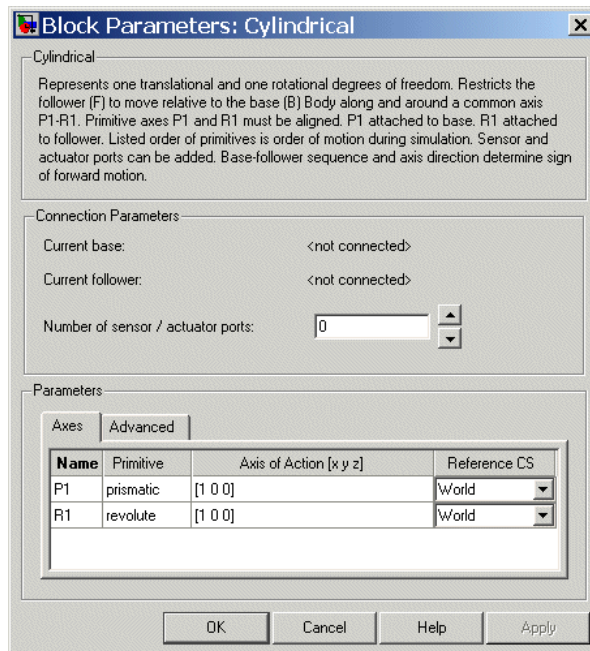 Block Parameters: Cylindrical
Cylindrical
Represents one translational and one rotational degrees of freedom. Restricts the
follower (F) to move relative to the base (B) Body along and around a common axis
P1-R1. Primitive axes P1 and R1 must be aligned. P1 attached to base. R1 attached
to follower. Listed order of primitives is order of motion during simulation. Sensor and
actuator ports can be added. Base-follower sequence and axis direction determine sign
of forward motion.
Connection Parameters
Current base: <not connected>
Current follower: <not connected>
Number of sensor / actuator ports: 0
Parameters
Axes Advanced
Name Primitive Axis of Action [x y z] Reference CS
P1 prismatic [1 0 0] World
R1 revolute [1 0 0] World
OK Cancel Help Apply